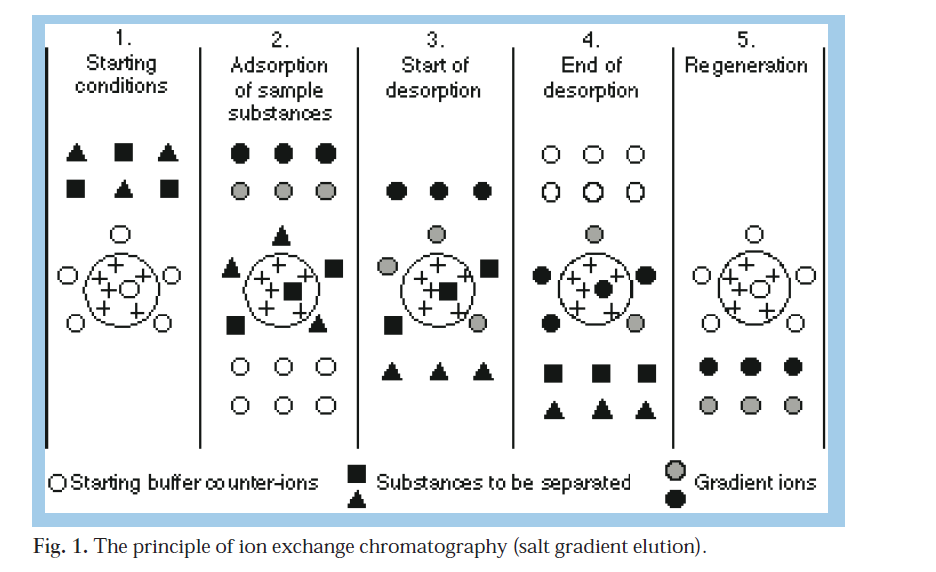 1.
Starting
conditions
2.
Adsorption
of sample
substances
3.
Start of
desorption
4.
End of
desorption
5.
Regeneration
Starting buffer counter-ions
Substances to be separated
Gradient ions
Fig. 1. The principle of ion exchange chromatography (salt gradient elution).